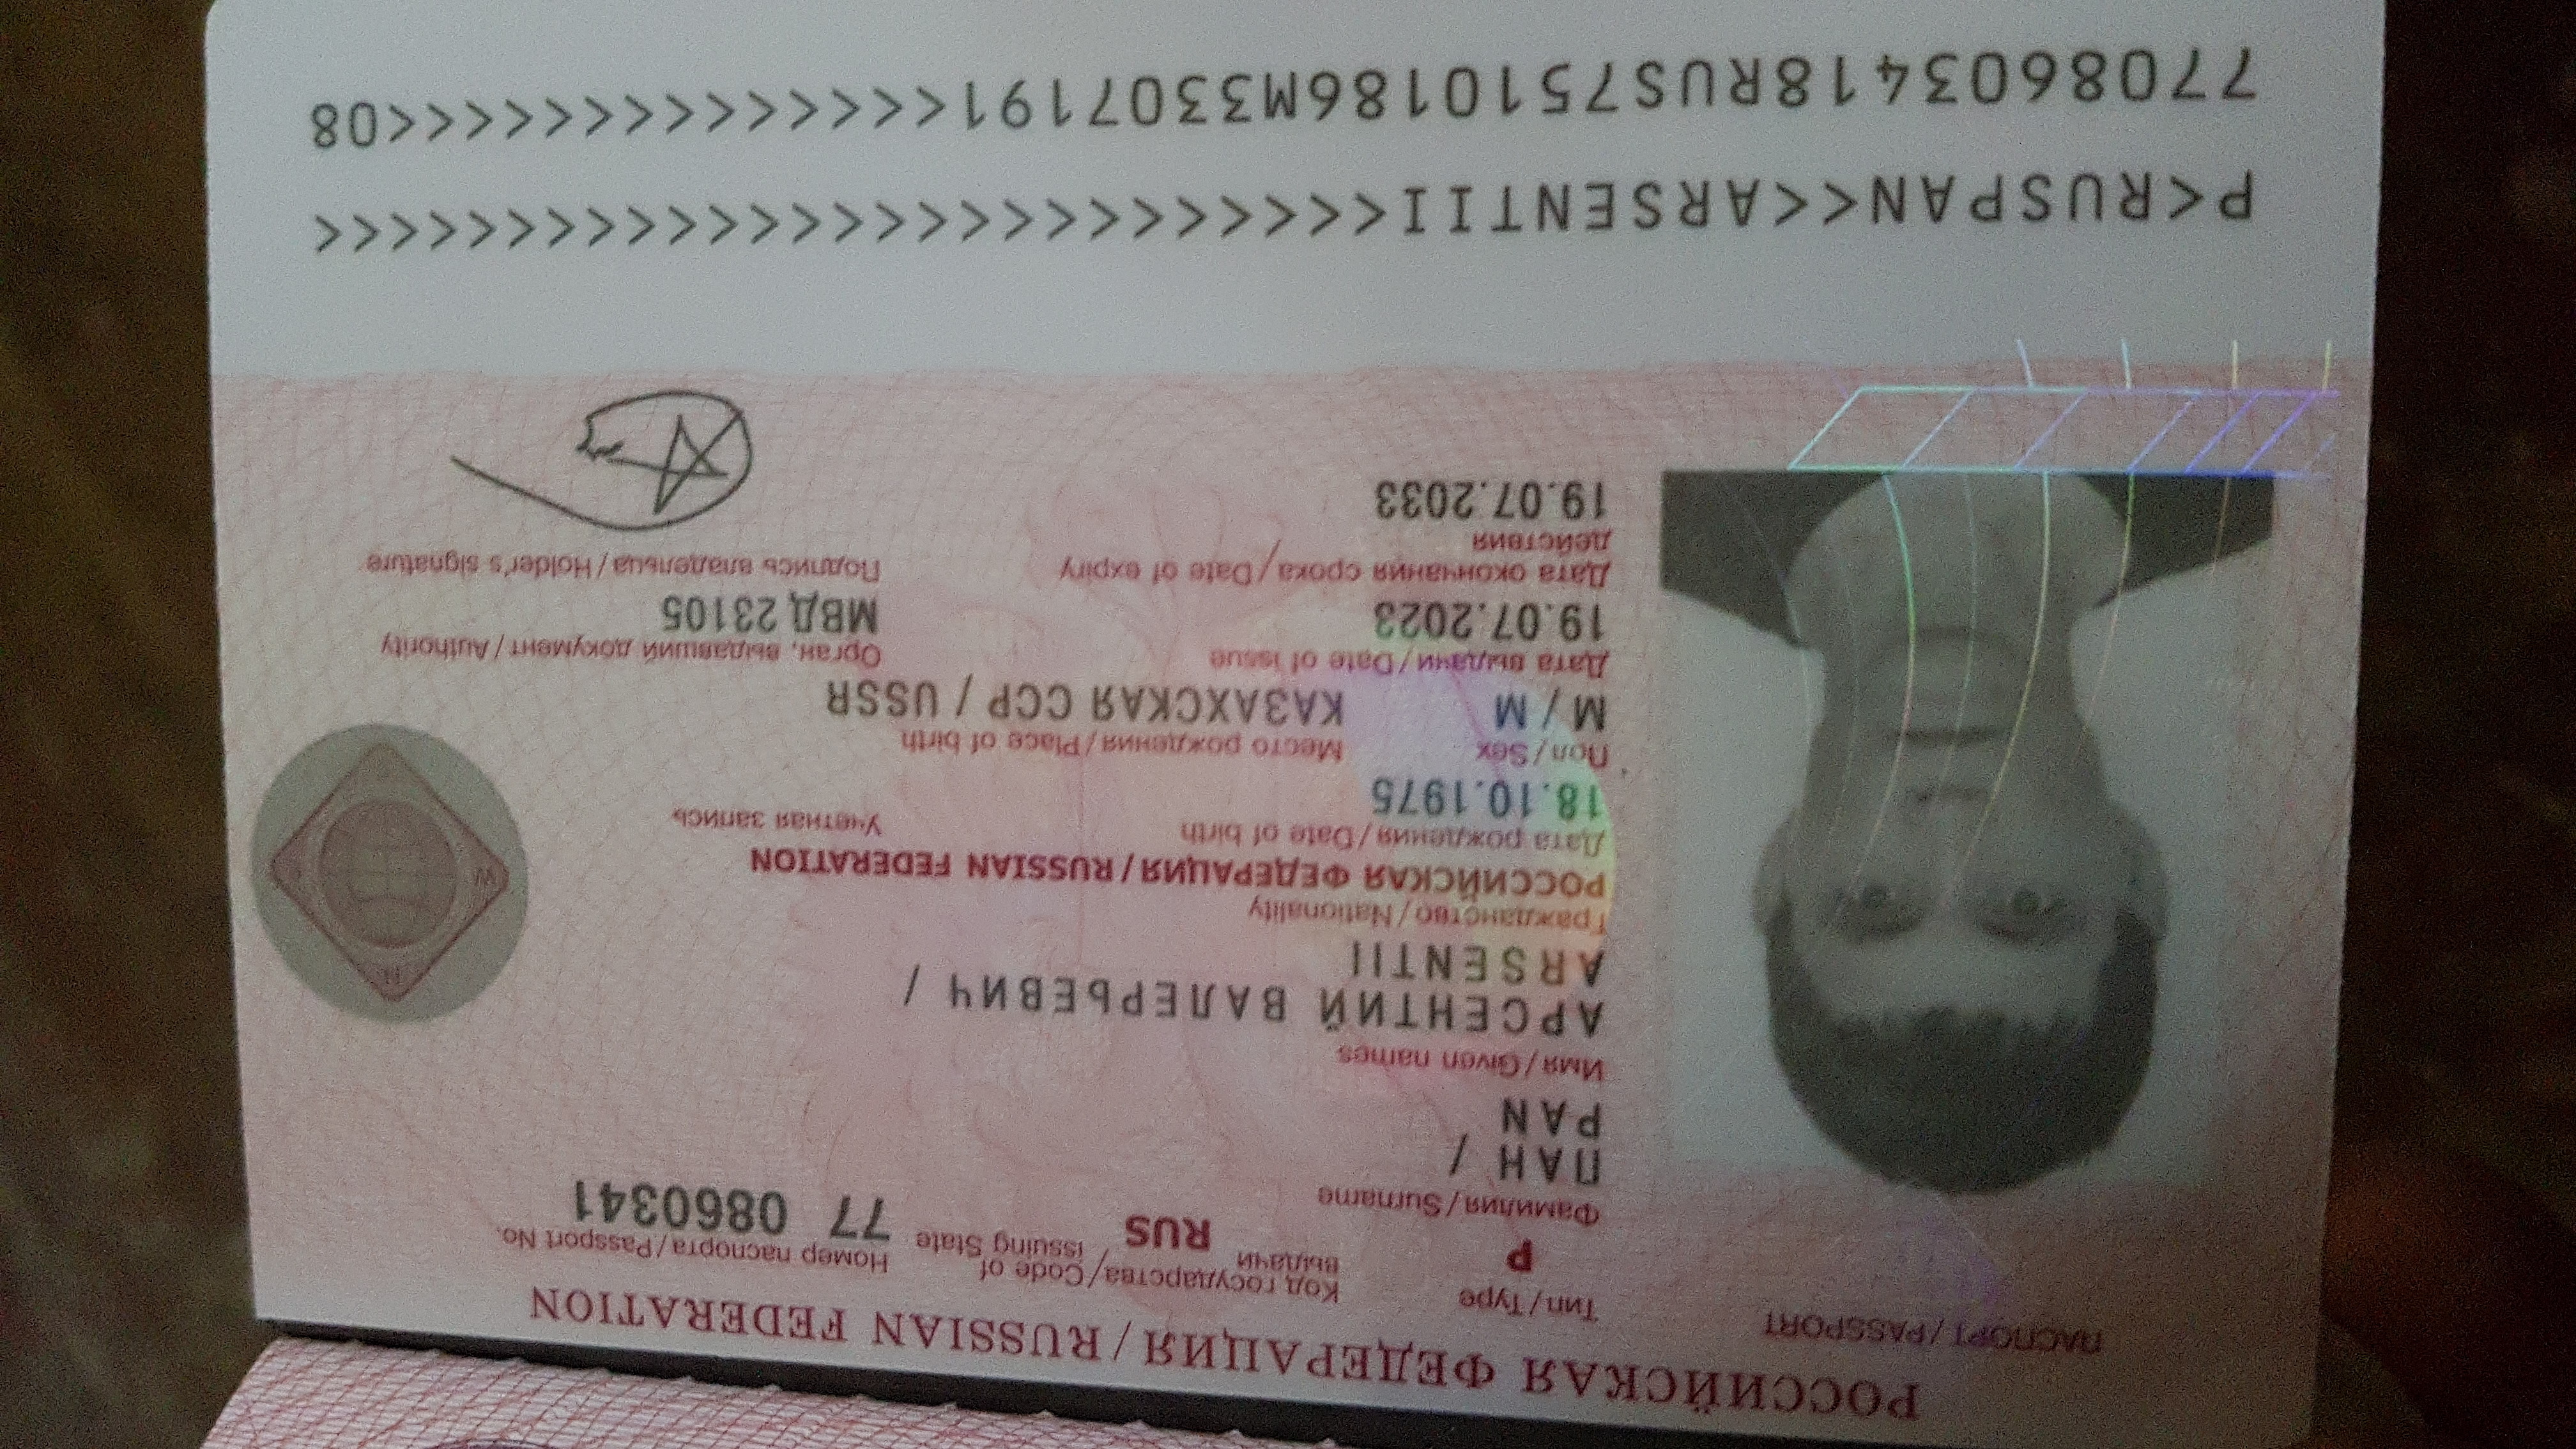 РОССИЙСКАЯ ФЕДЕРАЦИЯ / RUSSIAN FEDERATION
ПАСПОРТ / PASSPORT
Тип / Type
P
Код государства / Code of
выдачи issuing State
RUS
Номер паспорта / Passport No.
77 0860341
Фамилия / Surname
ПАН /
PAN
Имя / Given names
АРСЕНТИЙ ВАЛЕРЬЕВИЧ /
ARSENTII
Гражданство / Nationality
РОССИЙСКАЯ ФЕДЕРАЦИЯ / RUSSIAN FEDERATION
Дата рождения / Date of birth
18.10.1975
Учетная запись
Пол / Sex
М / M
Место рождения / Place of birth
КАЗАХСКАЯ ССР / USSR
Дата выдачи / Date of issue
19.07.2023
Орган, выдавший документ / Authority
МВД 23105
Дата окончания срока / Date of expiry
действия
19.07.2033
Подпись владельца / Holder's signature
P<RUSPAN<<ARSENTII<<<<<<<<<<<<<<<<<<<<<<<<<<
7708603418RUS7510186M3307191<<<<<<<<<<<<<<08